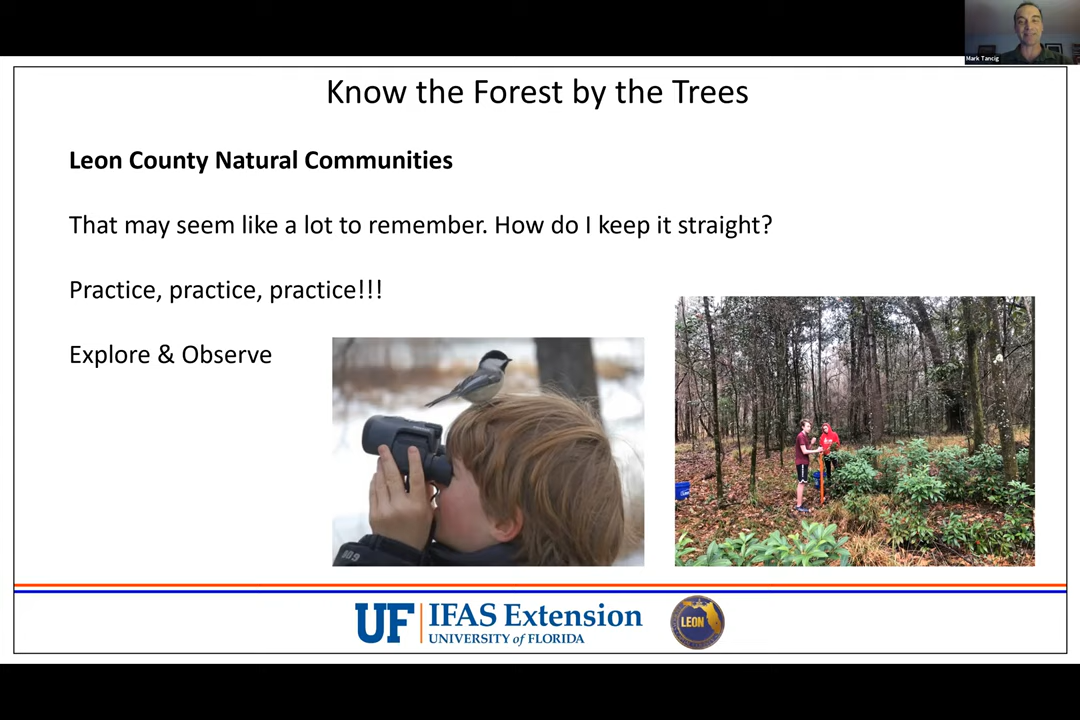 Mark Tancig
Know the Forest by the Trees
Leon County Natural Communities
That may seem like a lot to remember. How do I keep it straight?
Practice, practice, practice!!!
Explore & Observe
UF
IFAS Extension
UNIVERSITY of FLORIDA
LEON